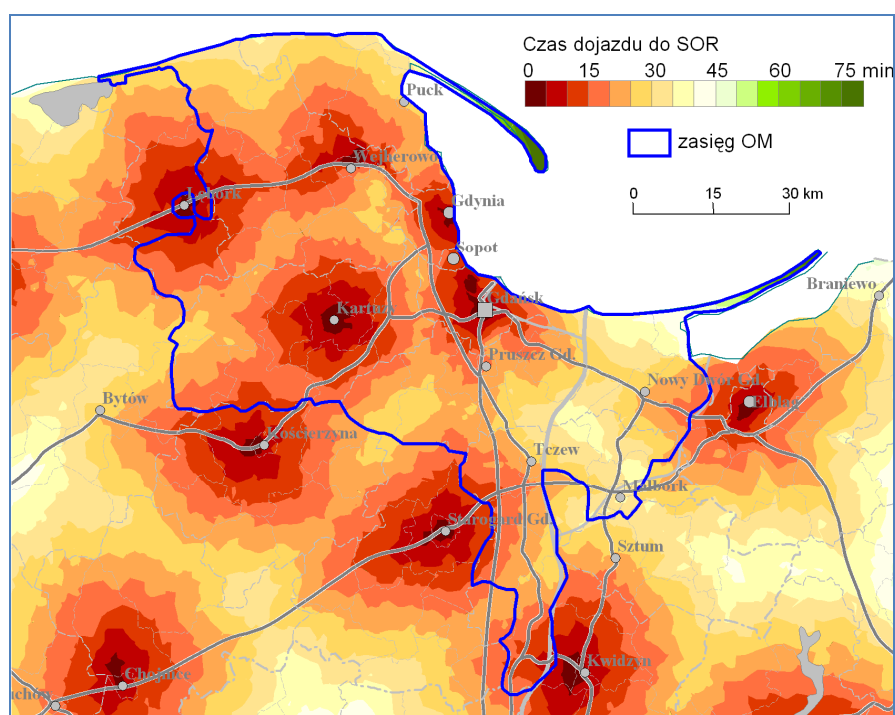 Czas dojazdu do SOR
0 15 30 45 60 75 min
zasięg OM
0 15 30 km
Puck
Wejherowo
Lębork
Gdynia
Sopot
Braniewo
Gdańsk
Kartuzy
Pruszcz Gd.
Nowy Dwór Gd.
Elbląg
Bytów
Kościerzyna
Tczew
Malbork
Starogard Gd.
Sztum
Kwidzyn
Chojnice
uchów